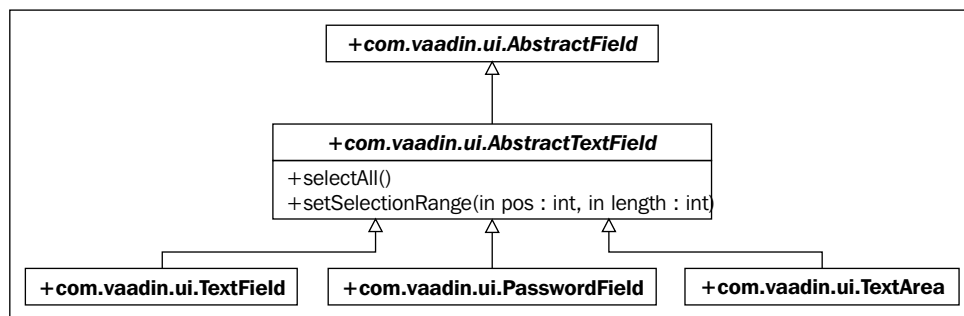 +com.vaadin.ui.AbstractField
+com.vaadin.ui.AbstractTextField
+selectAll()
+setSelectionRange(in pos : int, in length : int)
+com.vaadin.ui.TextField
+com.vaadin.ui.PasswordField
+com.vaadin.ui.TextArea